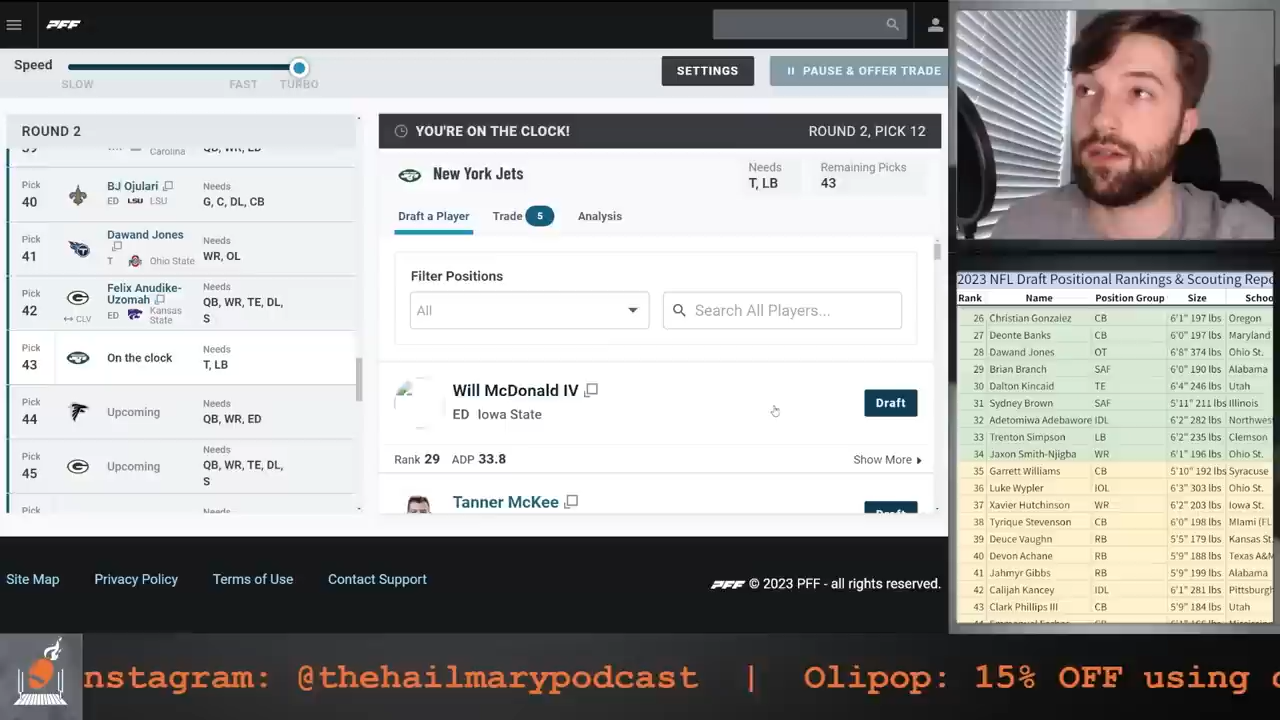 PFF
Speed
SLOW
FAST
TURBO
SETTINGS
PAUSE & OFFER TRADE
ROUND 2
Carolina
QB, WR, ED
Pick
40
BJ Ojulari
ED LSU LSU
Needs
G, C, DL, CB
Pick
41
Dawand Jones
T Ohio State
Needs
WR, OL
Pick
42
↔ CLV
Felix Anudike-
Uzomah
ED Kansas
State
Needs
QB, WR, TE, DL,
S
Pick
43
On the clock
Needs
T, LB
Pick
44
Upcoming
Needs
QB, WR, ED
Pick
45
Upcoming
Needs
QB, WR, TE, DL,
S
Pick
Needs
YOU'RE ON THE CLOCK!
ROUND 2, PICK 12
New York Jets
Needs
T, LB
Remaining Picks
43
Draft a Player
Trade 5
Analysis
Filter Positions
All
Search All Players...
Will McDonald IV
ED Iowa State
Draft
Rank 29 ADP 33.8
Show More
Tanner McKee
Draft
Site Map
Privacy Policy
Terms of Use
Contact Support
PFF © 2023 PFF - all rights reserved.
2023 NFL Draft Positional Rankings & Scouting Repo
Rank Name Position Group Size Schoo
26 Christian Gonzalez CB 6'1" 197 lbs Oregon
27 Deonte Banks CB 6'0" 197 lbs Maryland
28 Dawand Jones OT 6'8" 374 lbs Ohio St.
29 Brian Branch SAF 6'0" 190 lbs Alabama
30 Dalton Kincaid TE 6'4" 246 lbs Utah
31 Sydney Brown SAF 5'11" 211 lbs Illinois
32 Adetomiwa Adebawore IDL 6'2" 282 lbs Northwes
33 Trenton Simpson LB 6'2" 235 lbs Clemson
34 Jaxon Smith-Njigba WR 6'1" 196 lbs Ohio St.
35 Garrett Williams CB 5'10" 192 lbs Syracuse
36 Luke Wypler IOL 6'3" 303 lbs Ohio St.
37 Xavier Hutchinson WR 6'2" 203 lbs Iowa St.
38 Tyrique Stevenson CB 6'0" 198 lbs MIami (FL
39 Deuce Vaughn RB 5'5" 179 lbs Kansas St.
40 Devon Achane RB 5'9" 188 lbs Texas A&M
41 Jahmyr Gibbs RB 5'9" 199 lbs Alabama
42 Calijah Kancey IDL 6'1" 281 lbs Pittsburgh
43 Clark Phillips III CB 5'9" 184 lbs Utah
nstagram: @thehailmarypodcast | Olipop: 15% OFF using